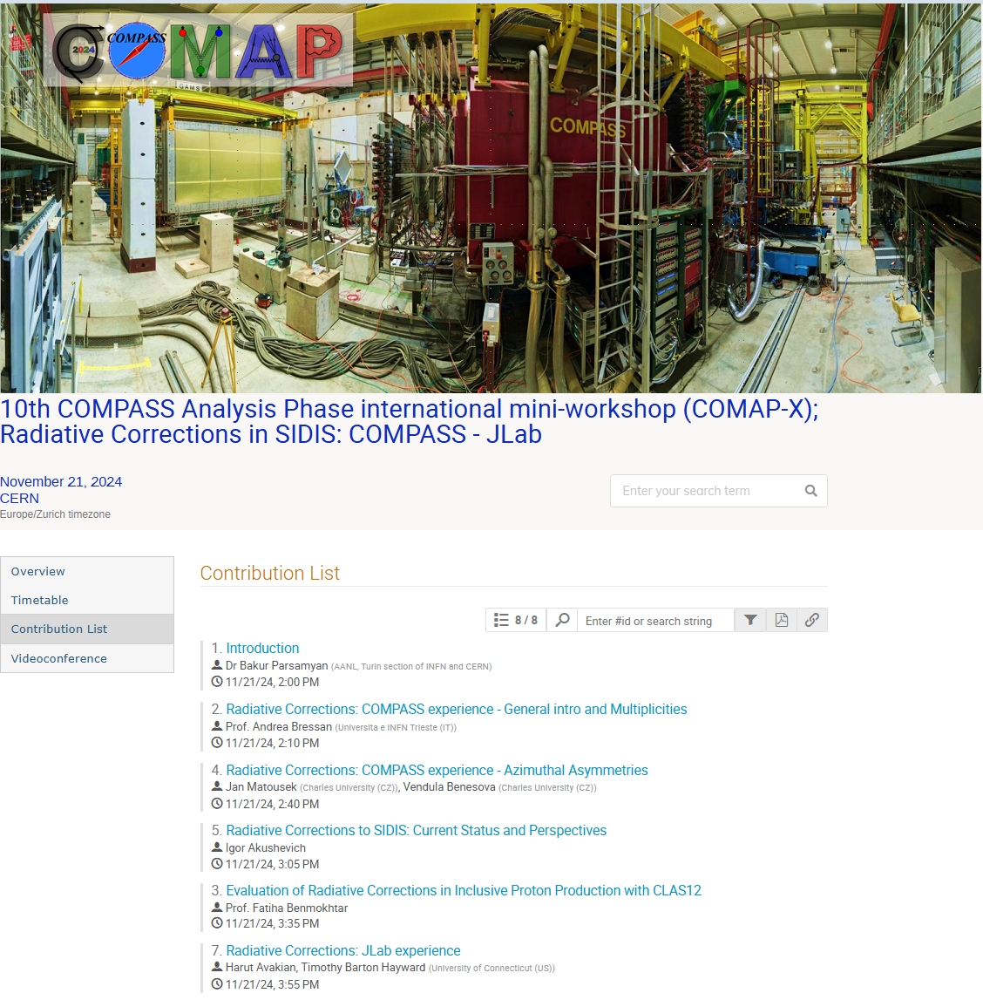 2024
COMPASS
COMAP
GAMS
COMPASS
10th COMPASS Analysis Phase international mini-workshop (COMAP-X);
Radiative Corrections in SIDIS: COMPASS - JLab
November 21, 2024
CERN
Europe/Zurich timezone
Enter your search term
Overview
Timetable
Contribution List
Videoconference
Contribution List
8 / 8
Enter #id or search string
1. Introduction
Dr Bakur Parsamyan (AANL, Turin section of INFN and CERN)
11/21/24, 2:00 PM
2. Radiative Corrections: COMPASS experience - General intro and Multiplicities
Prof. Andrea Bressan (Universita e INFN Trieste (IT))
11/21/24, 2:10 PM
4. Radiative Corrections: COMPASS experience - Azimuthal Asymmetries
Jan Matousek (Charles University (CZ)), Vendula Benesova (Charles University (CZ))
11/21/24, 2:40 PM
5. Radiative Corrections to SIDIS: Current Status and Perspectives
Igor Akushevich
11/21/24, 3:05 PM
3. Evaluation of Radiative Corrections in Inclusive Proton Production with CLAS12
Prof. Fatiha Benmokhtar
11/21/24, 3:35 PM
7. Radiative Corrections: JLab experience
Harut Avakian, Timothy Barton Hayward (University of Connecticut (US))
11/21/24, 3:55 PM